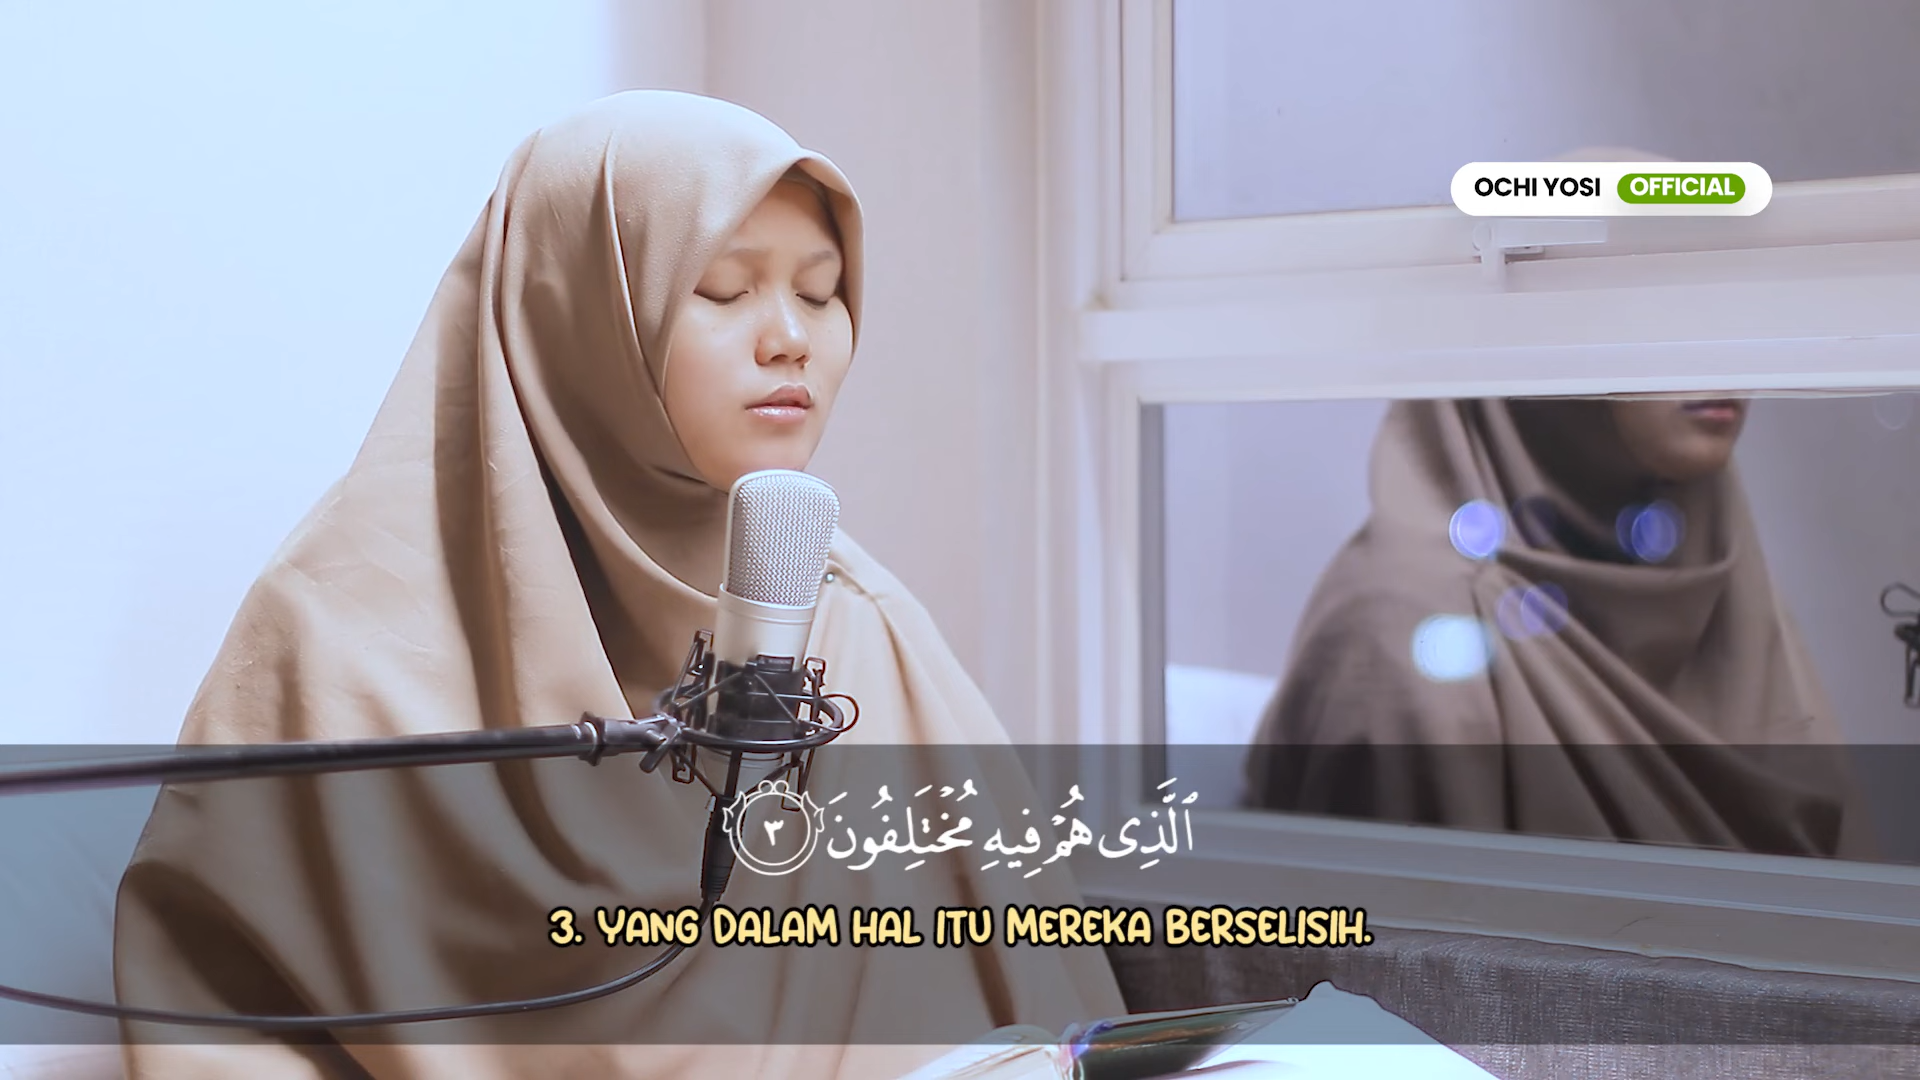 OCHI YOSI OFFICIAL
ٱلَّذِى هُمْ فِيهِ مُخْتَلِفُونَ ٣
3. YANG DALAM HAL ITU MEREKA BERSELISIH.